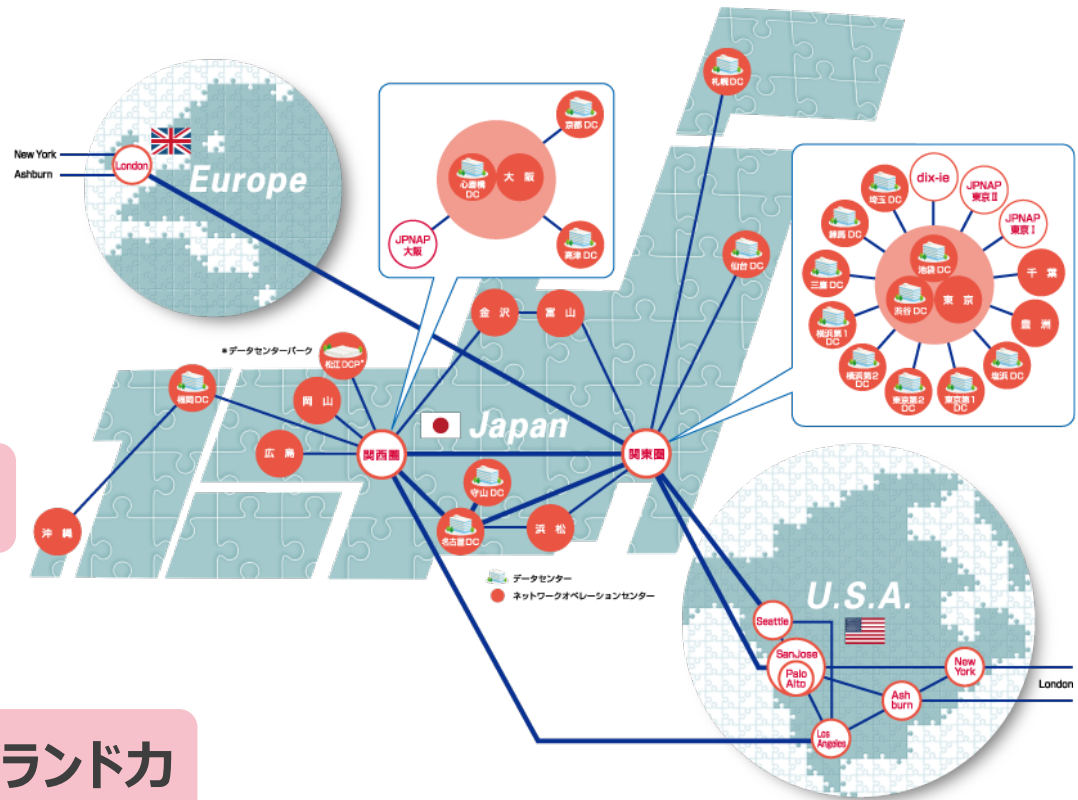 New York
Ashburn
London
Europe
京都 DC
心斎橋
DC
大 阪
JPNAP
大阪
高津 DC
札幌 DC
仙台 DC
dix-ie
JPNAP
東京Ⅱ
JPNAP
東京Ⅰ
埼玉 DC
練馬 DC
三鷹 DC
横浜第1
DC
横浜第2
DC
東京第2
DC
東京第1
DC
塩浜 DC
豊 洲
千 葉
池袋 DC
渋谷 DC
東 京
金 沢
富 山
*データセンターパーク
松江 DCP*
福岡 DC
岡 山
広 島
関西圏
Japan
関東圏
守山 DC
名古屋 DC
浜 松
沖 縄
データセンター
ネットワークオペレーションセンター
U.S.A.
Seattle
SanJose
Palo
Alto
New
York
Ash
burn
Los
Angeles
London
ランド力